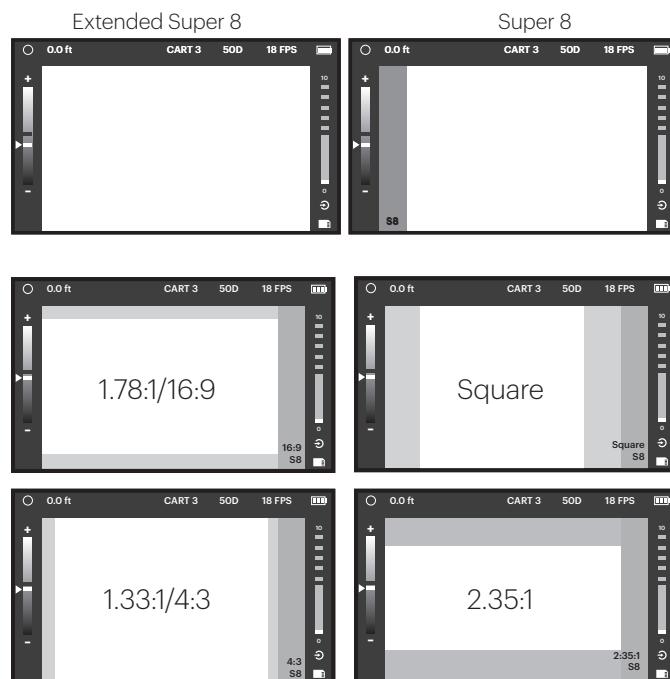 Extended Super 8
Super 8
0.0 ft CART 3 50D 18 FPS
+
10
-
0
0.0 ft CART 3 50D 18 FPS
+
10
-
0
S8
0.0 ft CART 3 50D 18 FPS
+
10
1.78:1/16:9
-
0
16:9
S8
0.0 ft CART 3 50D 18 FPS
+
10
Square
-
0
Square
S8
0.0 ft CART 3 50D 18 FPS
+
10
1.33:1/4:3
-
0
4:3
S8
0.0 ft CART 3 50D 18 FPS
+
10
2.35:1
-
0
2:35:1
S8